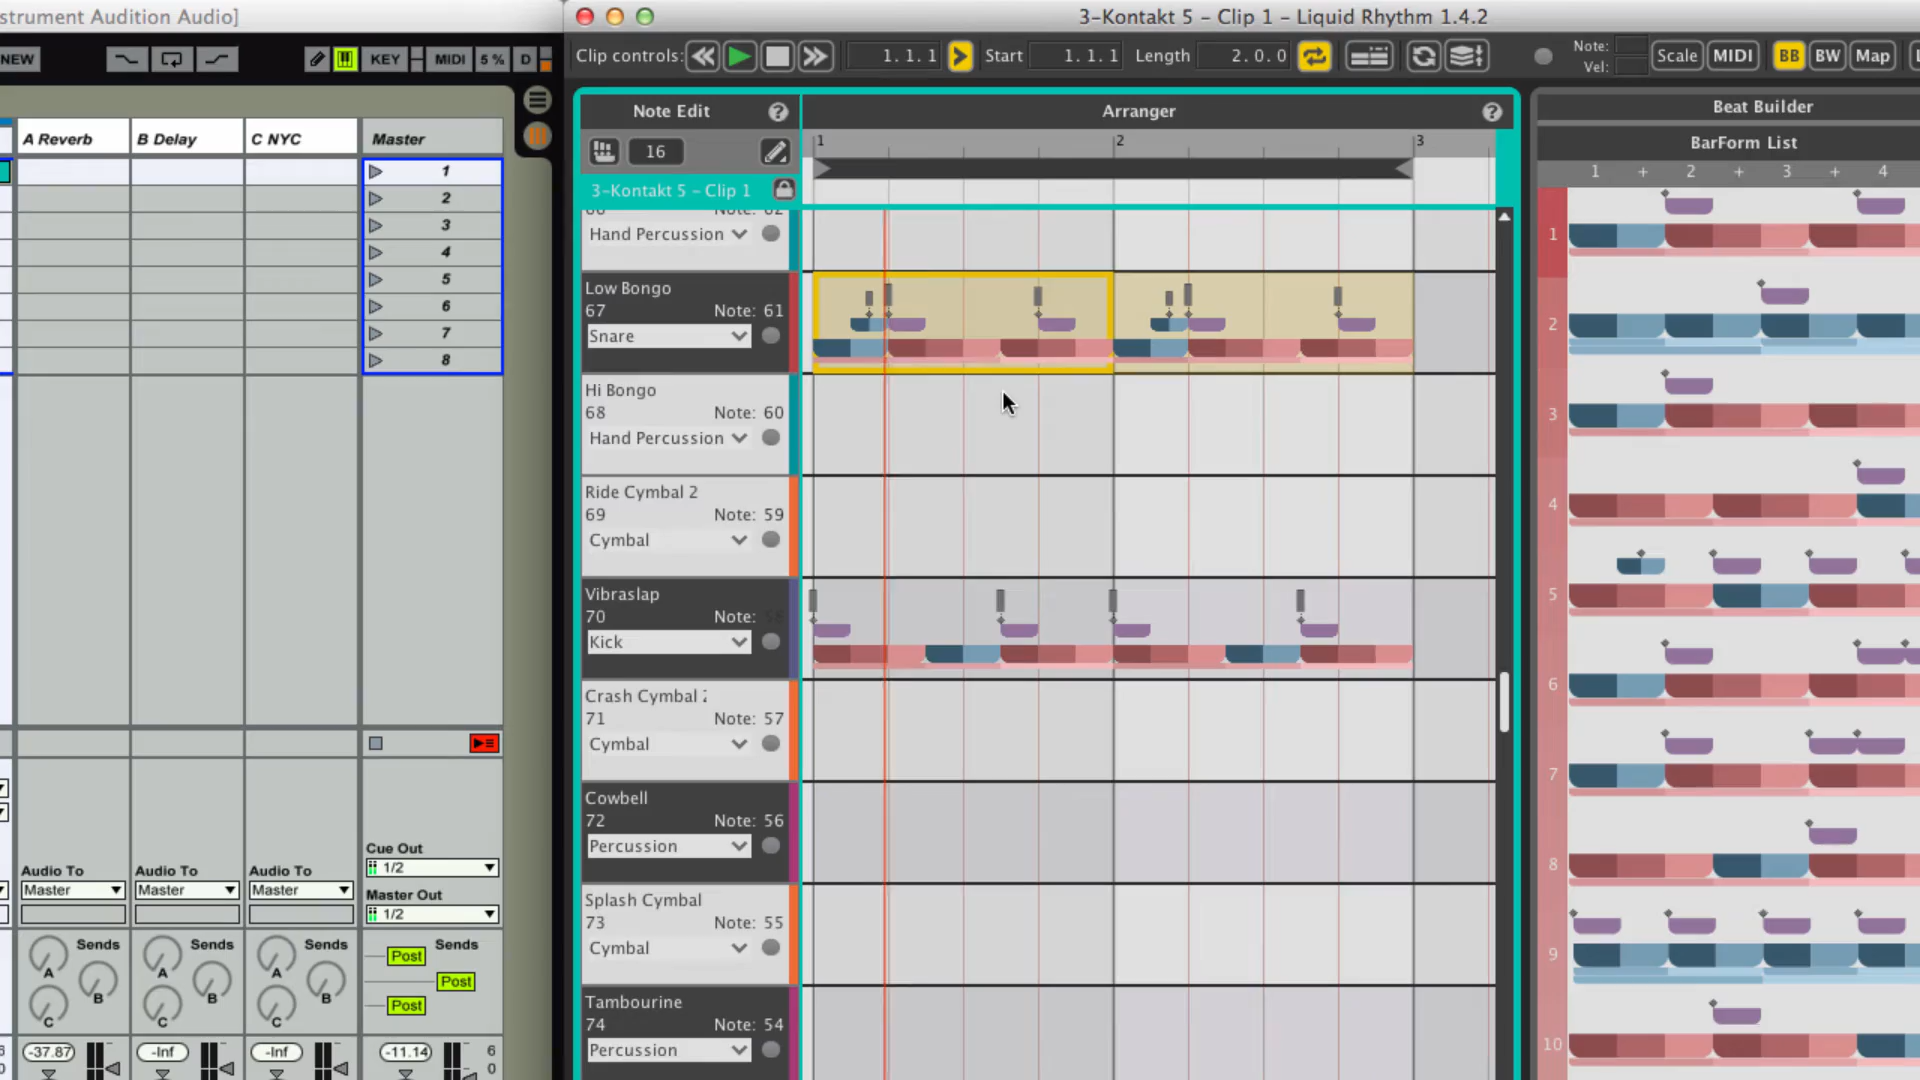 strument Audition Audio]
3-Kontakt 5 – Clip 1 – Liquid Rhythm 1.4.2
NEW
KEY
MIDI
5 %
D
Clip controls:
1. 1. 1
Start
1. 1. 1
Length
2. 0. 0
Note:
Vel:
Scale
MIDI
BB
BW
Map
A Reverb
B Delay
C NYC
Master
1
2
3
4
5
6
7
8
Audio To
Master
Audio To
Master
Audio To
Master
Cue Out
1/2
Master Out
1/2
Sends
A
B
C
Sends
A
B
C
Sends
A
B
C
Sends
Post
Post
Post
-37.87
-Inf
-Inf
-11.14
6
0
6
0
Note Edit ?
16
3-Kontakt 5 – Clip 1
Hand Percussion
Low Bongo
67 Note: 61
Snare
Hi Bongo
68 Note: 60
Hand Percussion
Ride Cymbal 2
69 Note: 59
Cymbal
Vibraslap
70 Note:
Kick
Crash Cymbal
71 Note: 57
Cymbal
Cowbell
72 Note: 56
Percussion
Splash Cymbal
73 Note: 55
Cymbal
Tambourine
74 Note: 54
Percussion
Arranger ?
1 2 3
Beat Builder
BarForm List
1 + 2 + 3 + 4
1
2
3
4
5
6
7
8
9
10